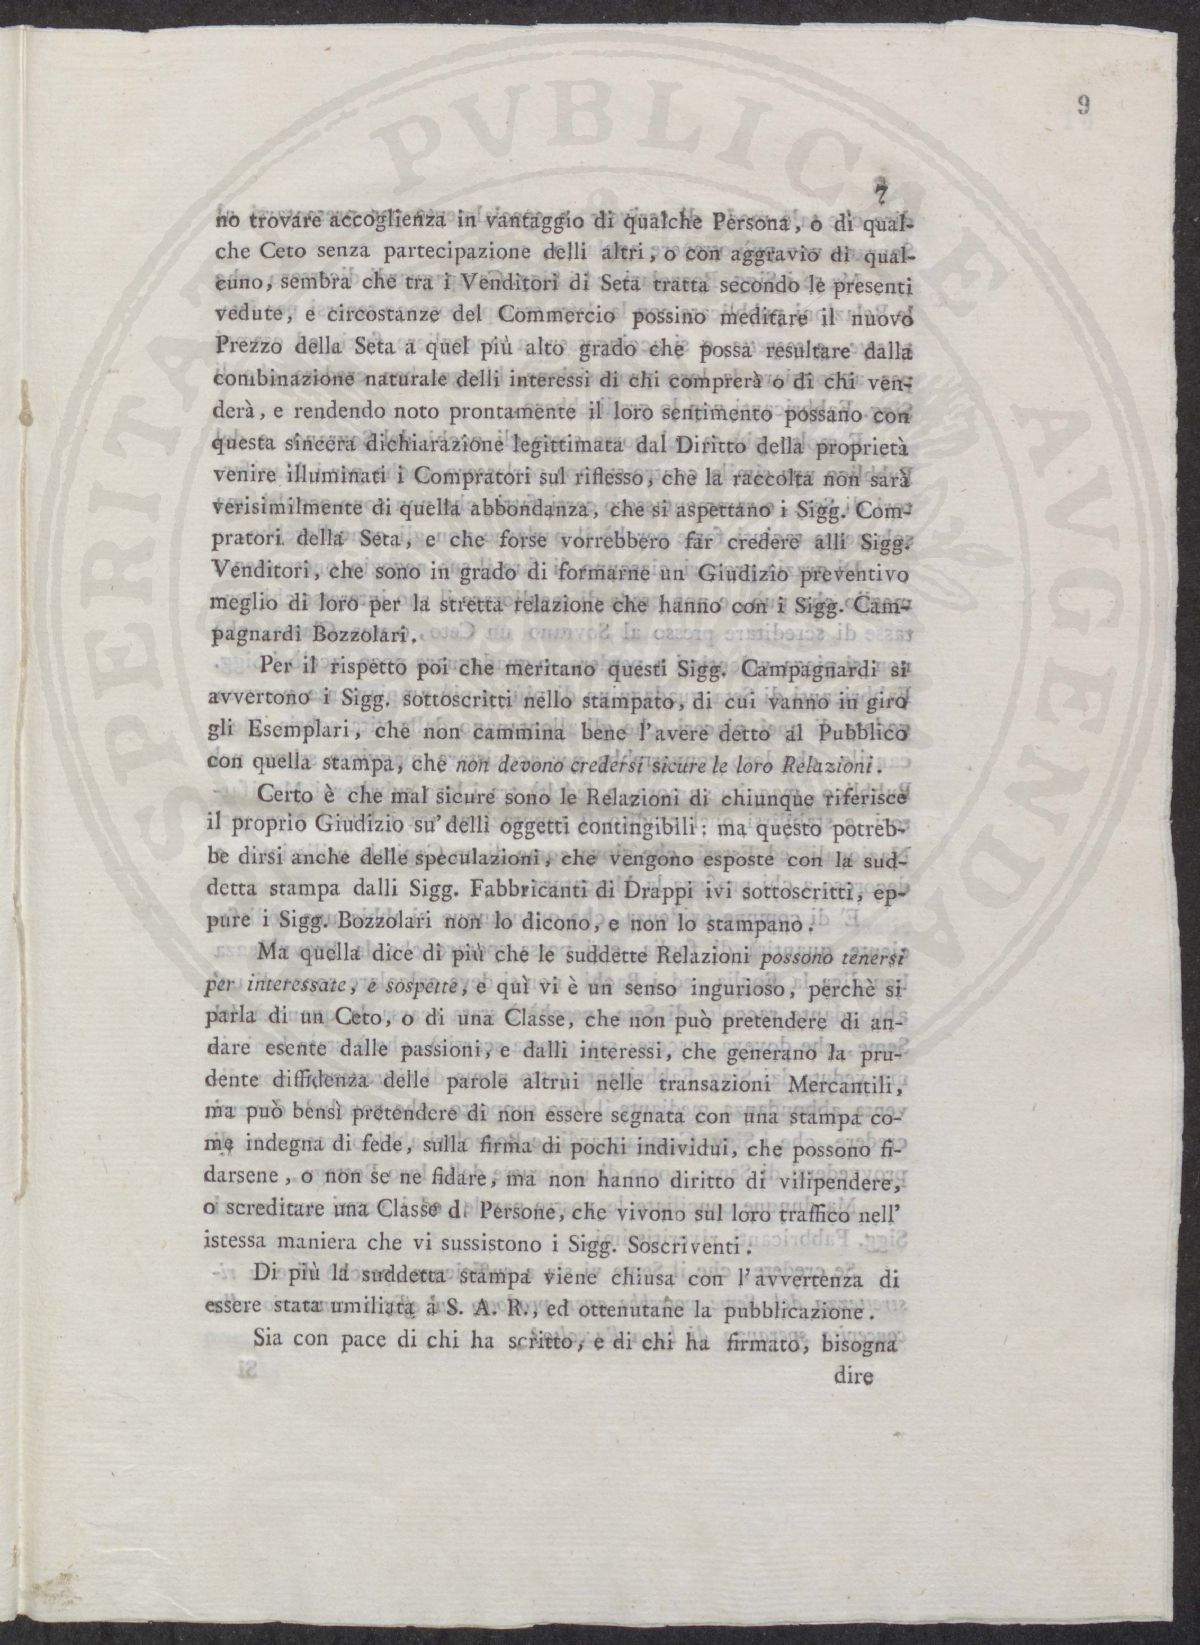 9
7
no trovare accoglienza in vantaggio di qualche Persona, o di qual-
che Ceto senza partecipazione delli altri, o con aggravio di qual-
cuno, sembra che tra i Venditori di Seta tratta secondo le presenti
vedute, e circostanze del Commercio possino meditare il nuovo
Prezzo della Seta a quel più alto grado che possa resultare dalla
combinazione naturale delli interessi di chi comprerà o di chi ven-
derà, e rendendo noto prontamente il loro sentimento possano con
questa sincera dichiarazione legittimata dal Diritto della proprietà
venire illuminati i Compratori sul riflesso, che la raccolta non sarà
verisimilmente di quella abbondanza, che si aspettano i Sigg. Com-
pratori della Seta, e che forse vorrebbero far credere alli Sigg.
Venditori, che sono in grado di formarne un Giudizio preventivo
meglio di loro per la stretta relazione che hanno con i Sigg. Cam-
pagnardi Bozzolari.
Per il rispetto poi che meritano questi Sigg. Campagnardi si
avvertono i Sigg. sottoscritti nello stampato, di cui vanno in giro
gli Esemplari, che non cammina bene l'avere detto al Pubblico
con quella stampa, che non devono credersi sicure le loro Relazioni.
Certo è che mal sicure sono le Relazioni di chiunque riferisce
il proprio Giudizio su' delli oggetti contingibili: ma questo potreb-
be dirsi anche delle speculazioni, che vengono esposte con la sud-
detta stampa dalli Sigg. Fabbricanti di Drappi ivi sottoscritti, ep-
pure i Sigg. Bozzolari non lo dicono, e non lo stampano.
Ma quella dice di più che le suddette Relazioni possono tenersi
per interessate, e sospette, e quì vi è un senso ingurioso, perchè si
parla di un Ceto, o di una Classe, che non può pretendere di an-
dare esente dalle passioni, e dalli interessi, che generano la pru-
dente diffidenza delle parole altrui nelle transazioni Mercantili,
ma può bensì pretendere di non essere segnata con una stampa co-
me indegna di fede, sulla firma di pochi individui, che possono fi-
darsene, o non se ne fidare, ma non hanno diritto di vilipendere,
o screditare una Classe di Persone, che vivono sul loro traffico nell'
istessa maniera che vi sussistono i Sigg. Soscriventi.
Di più la suddetta stampa viene chiusa con l'avvertenza di
essere stata umiliata a S. A. R., ed ottenutane la pubblicazione.
Sia con pace di chi ha scritto, e di chi ha firmato, bisogna
dire